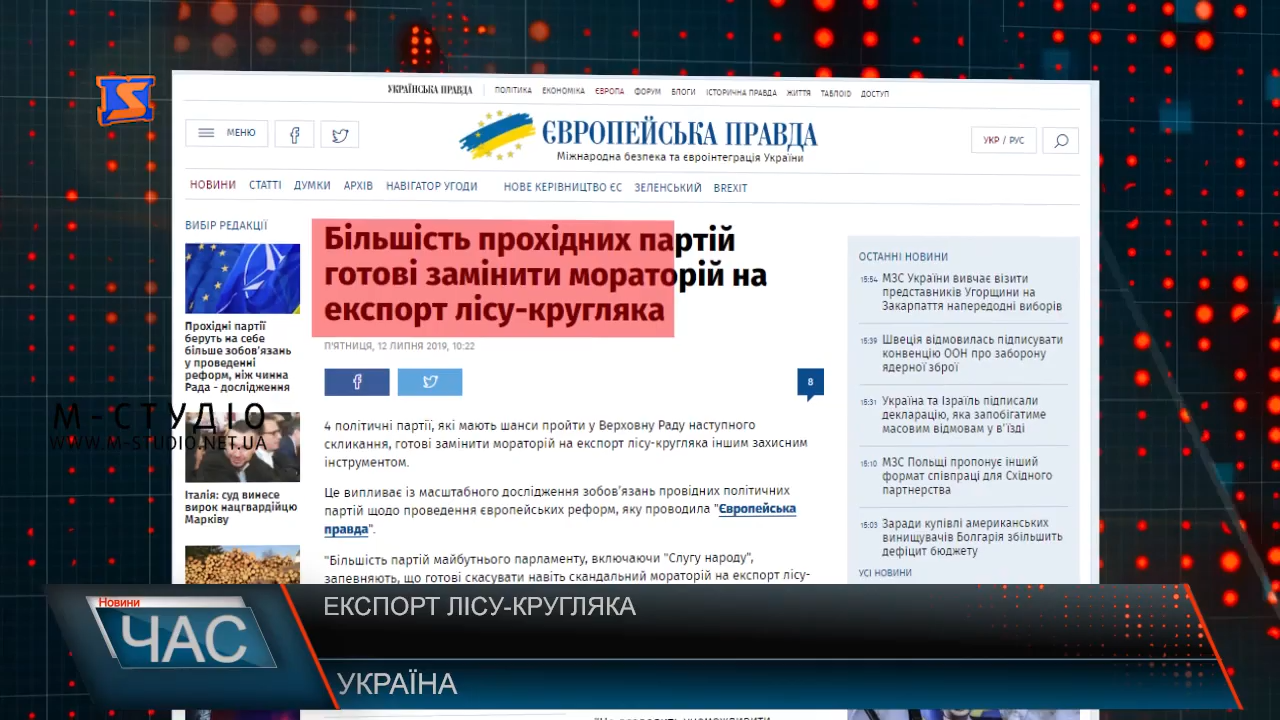 УКРАЇНСЬКА ПРАВДА ПОЛІТИКА ЕКОНОМІКА ЄВРОПА ФОРУМ БЛОГИ ІСТОРИЧНА ПРАВДА ЖИТТЯ ТАБЛОІД ДОСТУП
МЕНЮ
ЄВРОПЕЙСЬКА ПРАВДА
Міжнародна безпека та євроінтеграція України
УКР / РУС
НОВИНИ СТАТТІ ДУМКИ АРХІВ НАВІГАТОР УГОДИ НОВЕ КЕРІВНИЦТВО ЄС ЗЕЛЕНСЬКИЙ BREXIT
ВИБІР РЕДАКЦІЇ
Прохідні партії
беруть на себе
більше зобов'язань
у проведенні
реформ, ніж чинна
Рада - дослідження
М-СТУДІО
WWW.M-STUDIO.NET.UA
Італія: суд винесе
вирок нацгвардійцю
Марківу
Більшість прохідних партій
готові замінити мораторій на
експорт лісу-кругляка
П'ЯТНИЦЯ, 12 ЛИПНЯ 2019, 10:22
8
4 політичні партії, які мають шанси пройти у Верховну Раду наступного
скликання, готові замінити мораторій на експорт лісу-кругляка іншим захисним
інструментом.
Це випливає із масштабного дослідження зобов'язань провідних політичних
партій щодо проведення європейських реформ, яку проводила "Європейська
правда".
"Більшість партій майбутнього парламенту, включаючи "Слугу народу",
запевняють, що готові скасувати навіть скандальний мораторій на експорт лісу-
ОСТАННІ НОВИНИ
15:54 МЗС України вивчає візити
представників Угорщини на
Закарпаття напередодні виборів
15:39 Швеція відмовилась підписувати
конвенцію ООН про заборону
ядерної зброї
15:31 Україна та Ізраїль підписали
декларацію, яка запобігатиме
масовим відмовам у в'їзді
15:10 МЗС Польщі пропонує інший
формат співпраці для Східного
партнерства
15:03 Заради купівлі американських
винищувачів Болгарія збільшить
дефіцит бюджету
УСІ НОВИНИ
Новини
ЧАС
ЕКСПОРТ ЛІСУ-КРУГЛЯКА
УКРАЇНА